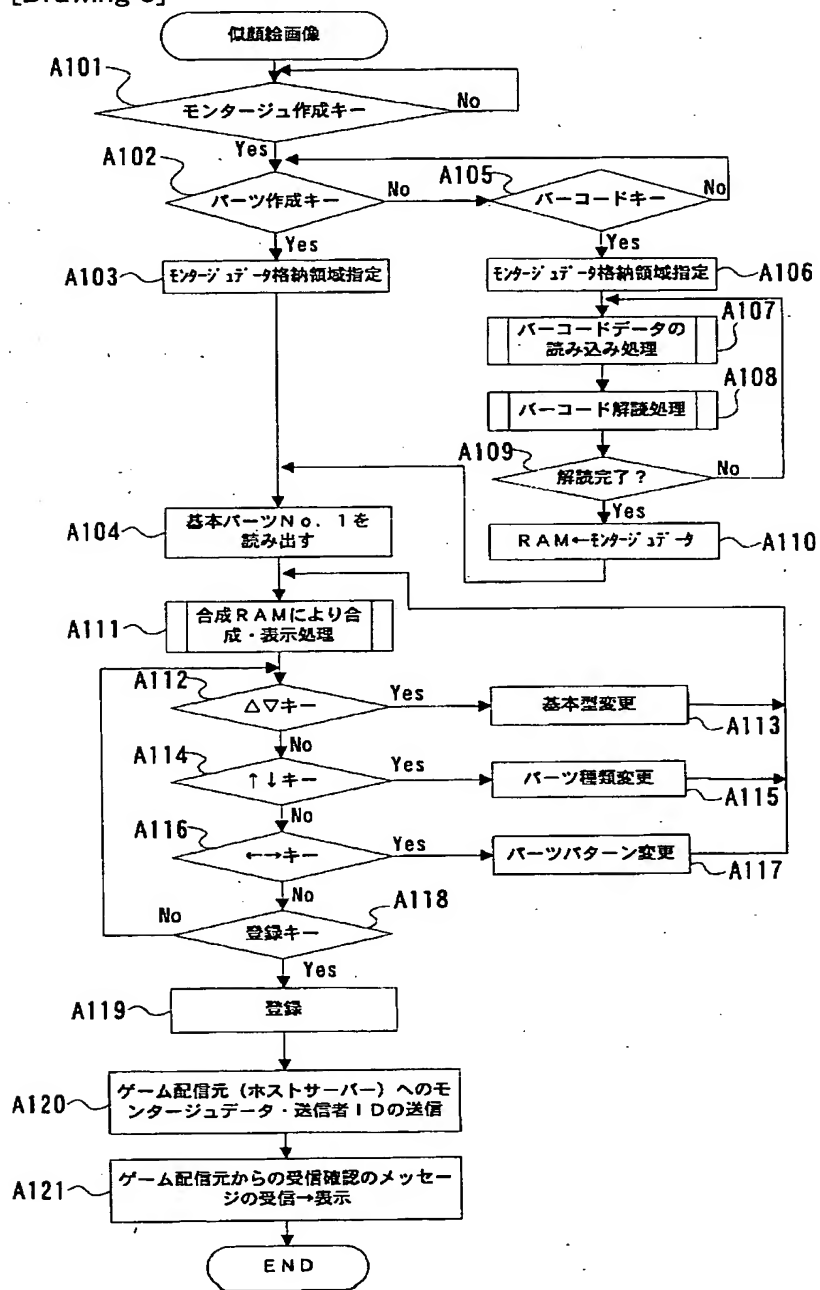 似顔絵画像
A101
モンタージュ作成キー
No
Yes
A102
パーツ作成キー
No
A105
バーコードキー
No
Yes
Yes
A103
モンタージュデータ格納領域指定
モンタージュデータ格納領域指定
A106
バーコードデータの
読み込み処理
A107
バーコード解読処理
A108
A109
解読完了?
No
Yes
A104
基本パーツNo.1を
読み出す
RAM←モンタージュデータ
A110
A111
合成RAMにより合
成・表示処理
A112
△▽キー
Yes
基本型変更
A113
No
A114
↑↓キー
Yes
パーツ種類変更
A115
No
A116
←→キー
Yes
パーツパターン変更
A117
No
A118
No
登録キー
Yes
A119
登録
A120
ゲーム配信元(ホストサーバー)へのモ
ンタージュデータ・送信者IDの送信
A121
ゲーム配信元からの受信確認のメッセー
ジの受信→表示
END